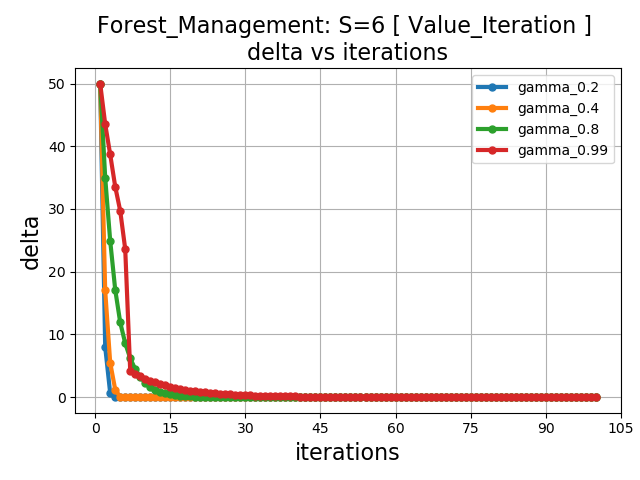 Forest_Management: S=6 [ Value_Iteration ]
delta vs iterations
50
40
30
20
10
0
delta
gamma_0.2
gamma_0.4
gamma_0.8
gamma_0.99
0 15 30 45 60 75 90 105
iterations